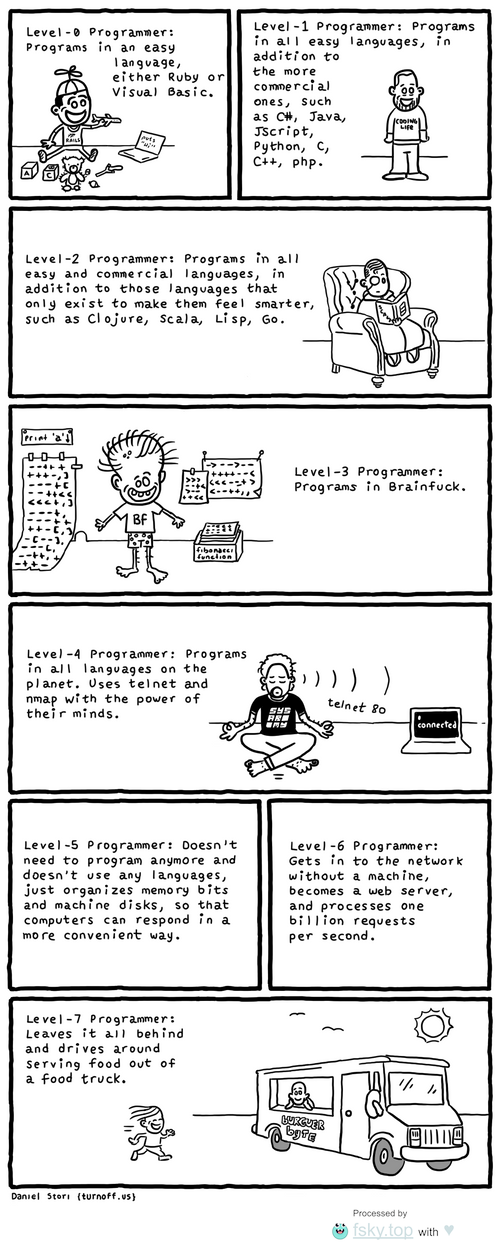 Level-0 Programmer:
Programs in an easy
language,
either Ruby or
Visual Basic.
RAILS
puts
"Hi"
A
C
Level-1 Programmer: Programs
in all easy languages, in
addition to
the more
commercial
ones, such
as C#, Java,
JScript,
Python, C,
C++, php.
CODING
LIFE
Level-2 Programmer: Programs in all
easy and commercial languages, in
addition to those languages that
only exist to make them feel smarter,
such as Clojure, Scala, Lisp, Go.
print 'a'
BF
fibonacci
function
Level-3 Programmer:
Programs in Brainfuck.
Level-4 Programmer: Programs
in all languages on the
planet. Uses telnet and
nmap with the power of
their minds.
SYS
ARD
MY
telnet 80
connected
Level-5 Programmer: Doesn't
need to program anymore and
doesn't use any languages,
just organizes memory bits
and machine disks, so that
computers can respond in a
more convenient way.
Level-6 Programmer:
Gets in to the network
without a machine,
becomes a web server,
and processes one
billion requests
per second.
Level-7 Programmer:
Leaves it all behind
and drives around
serving food out of
a food truck.
burguer
byte
Daniel Stori {turnoff.us}
Processed by
fsky.top with ♥